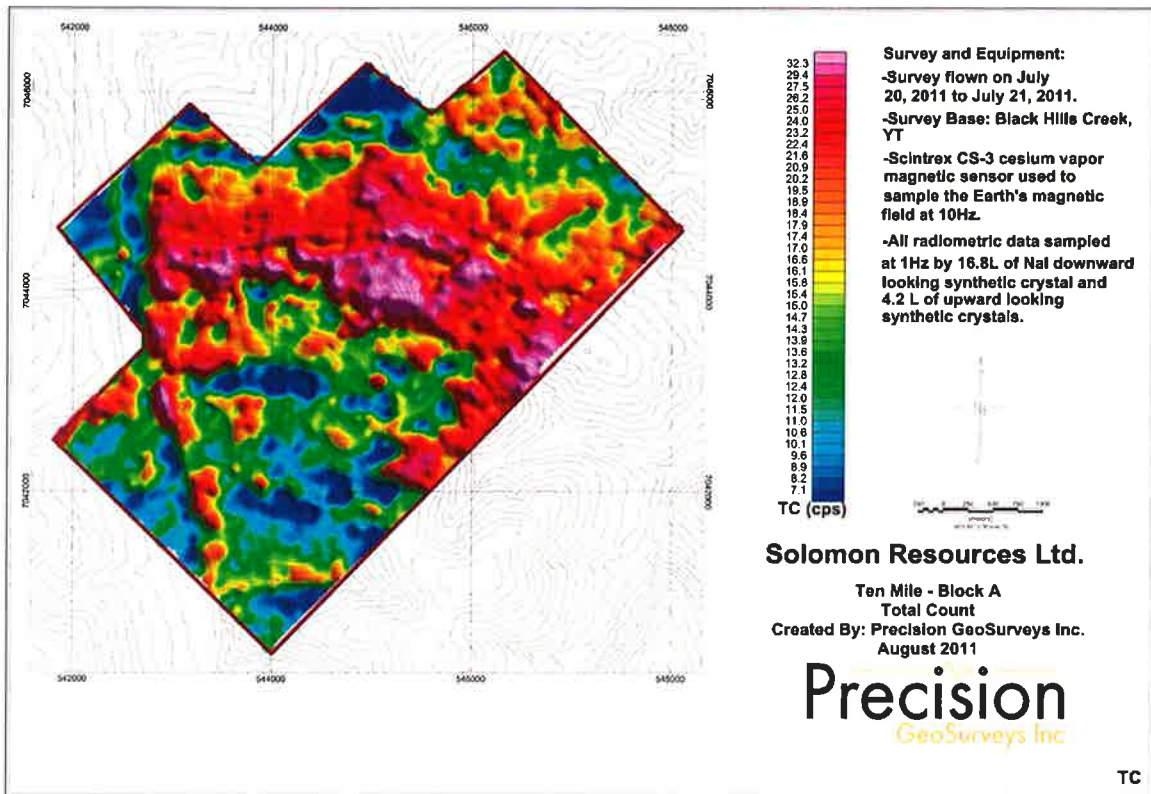 542000
544000
546000
548000
7046000
7046000
7044000
7044000
7042000
7042000
542000
544000
546000
548000
32.3
29.4
27.5
26.2
25.0
24.0
23.2
22.4
21.6
20.9
20.2
19.5
18.9
18.4
17.9
17.4
17.0
16.6
16.1
15.8
15.4
15.0
14.7
14.3
13.9
13.6
13.2
12.8
12.4
12.0
11.5
11.0
10.6
10.1
9.6
8.9
8.2
7.1
TC (cps)
Survey and Equipment:
-Survey flown on July
20, 2011 to July 21, 2011.
-Survey Base: Black Hills Creek,
YT
-Scintrex CS-3 cesium vapor
magnetic sensor used to
sample the Earth's magnetic
field at 10Hz.
-All radiometric data sampled
at 1Hz by 16.8L of NaI downward
looking synthetic crystal and
4.2 L of upward looking
synthetic crystals.
Solomon Resources Ltd.
Ten Mile - Block A
Total Count
Created By: Precision GeoSurveys Inc.
August 2011
Precision
GeoSurveys Inc
TC